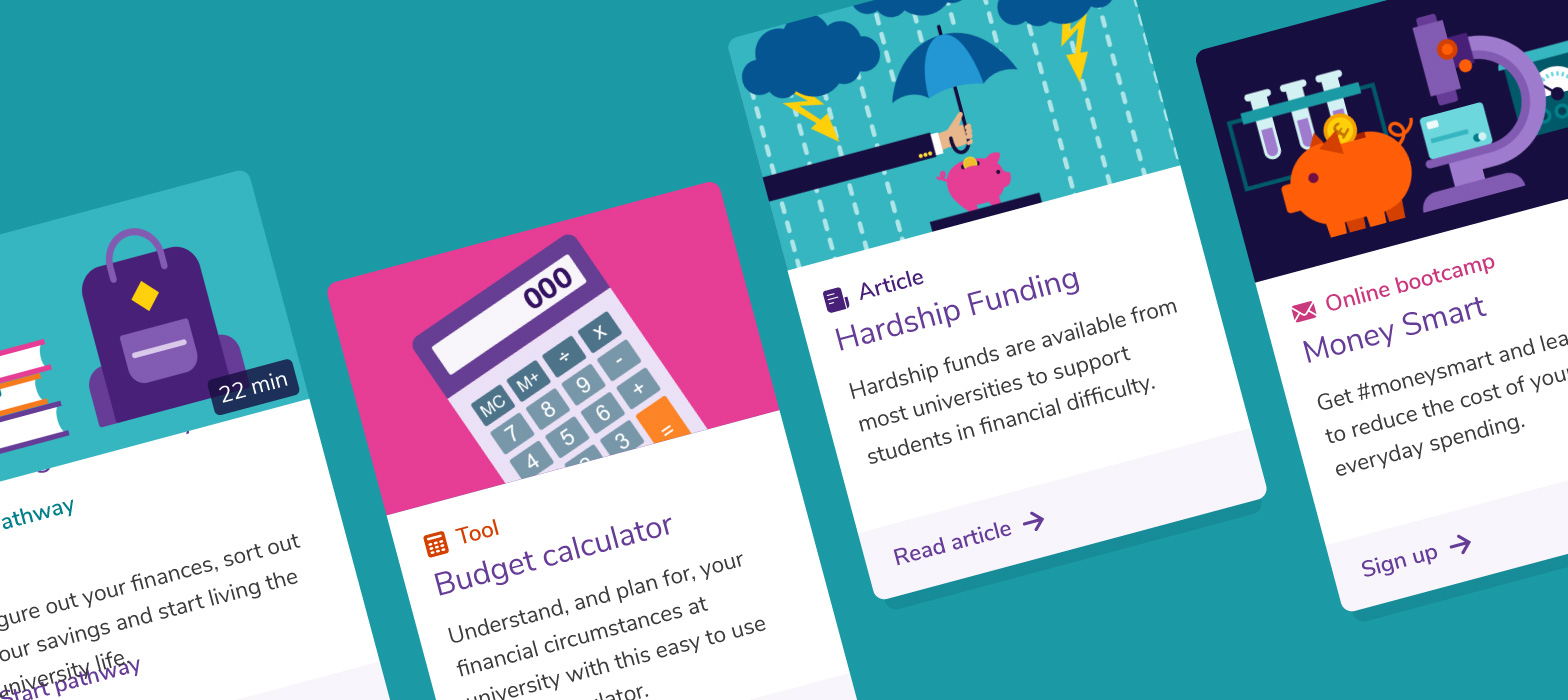 22 min
athway
gure out your finances, sort out
our savings and start living the
university life.
Start pathway
000
MC M+ ÷ X
7 8 9 -
4 5 6 +
3 =
Tool
Budget calculator
Understand, and plan for, your
financial circumstances at
university with this easy to use
lator.
Article
Hardship Funding
Hardship funds are available from
most universities to support
students in financial difficulty.
Read article →
£
Online bootcamp
Money Smart
Get #moneysmart and lea
to reduce the cost of you
everyday spending.
Sign up →